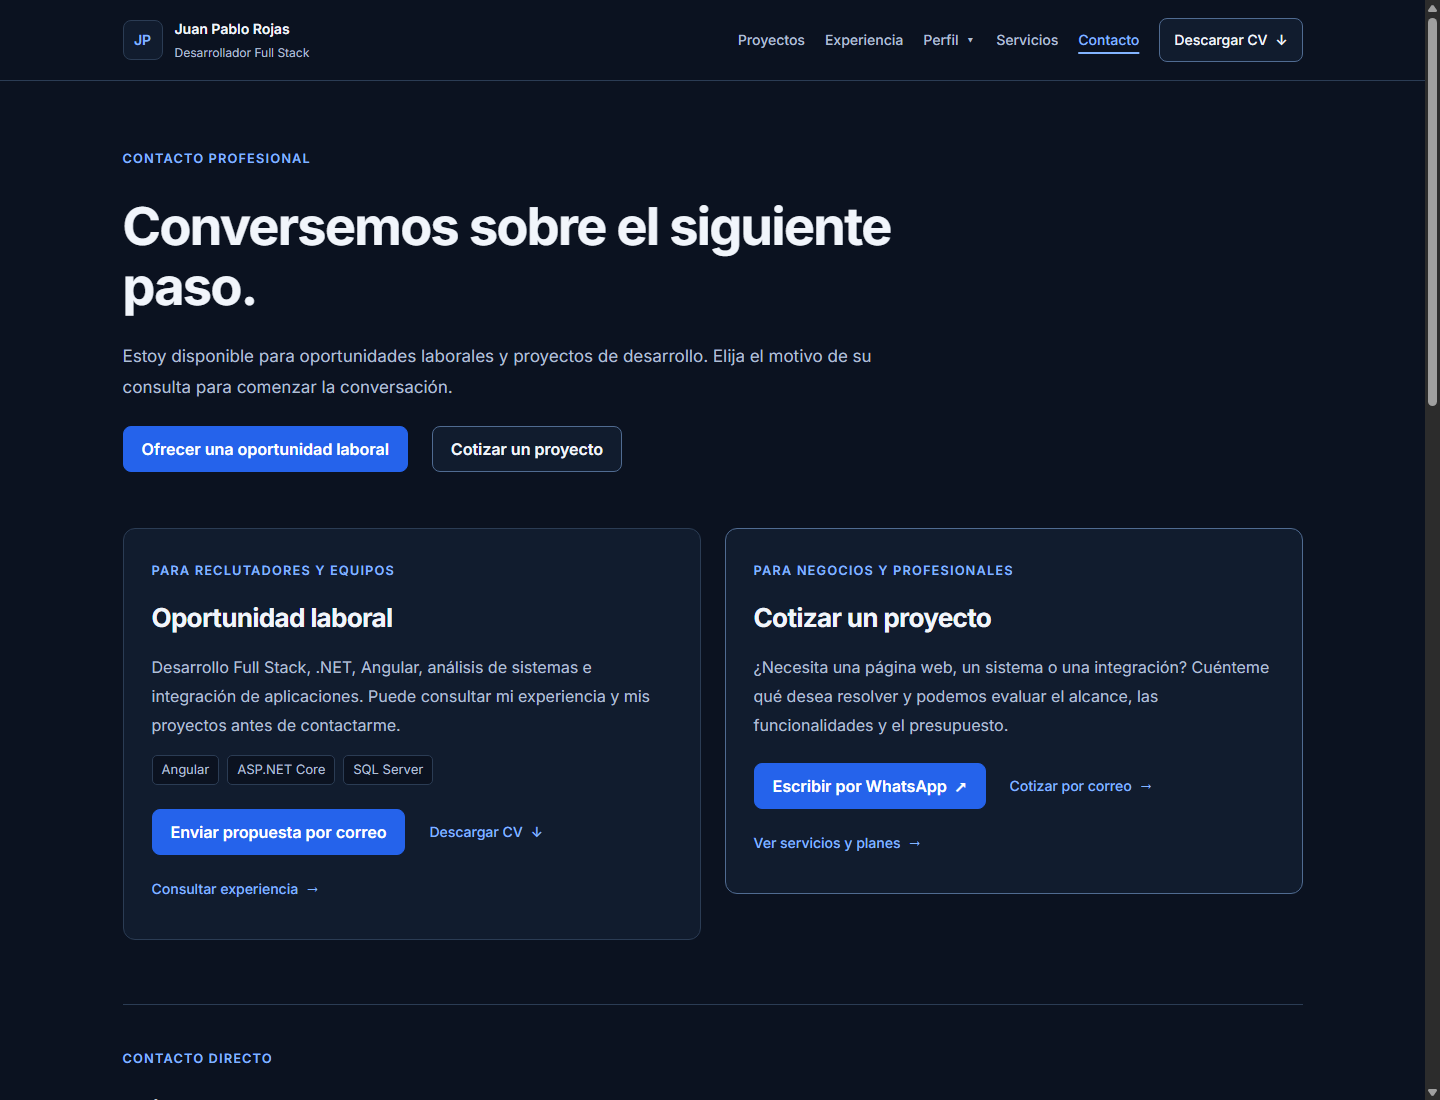 JP
Juan Pablo Rojas
Desarrollador Full Stack
Proyectos Experiencia Perfil ▾ Servicios Contacto Descargar CV ↓
CONTACTO PROFESIONAL
Conversemos sobre el siguiente
paso.
Estoy disponible para oportunidades laborales y proyectos de desarrollo. Elija el motivo de su
consulta para comenzar la conversación.
Ofrecer una oportunidad laboral
Cotizar un proyecto
PARA RECLUTADORES Y EQUIPOS
Oportunidad laboral
Desarrollo Full Stack, .NET, Angular, análisis de sistemas e
integración de aplicaciones. Puede consultar mi experiencia y mis
proyectos antes de contactarme.
Angular ASP.NET Core SQL Server
Enviar propuesta por correo
Descargar CV ↓
Consultar experiencia →
PARA NEGOCIOS Y PROFESIONALES
Cotizar un proyecto
¿Necesita una página web, un sistema o una integración? Cuénteme
qué desea resolver y podemos evaluar el alcance, las
funcionalidades y el presupuesto.
Escribir por WhatsApp ↗
Cotizar por correo →
Ver servicios y planes →
CONTACTO DIRECTO